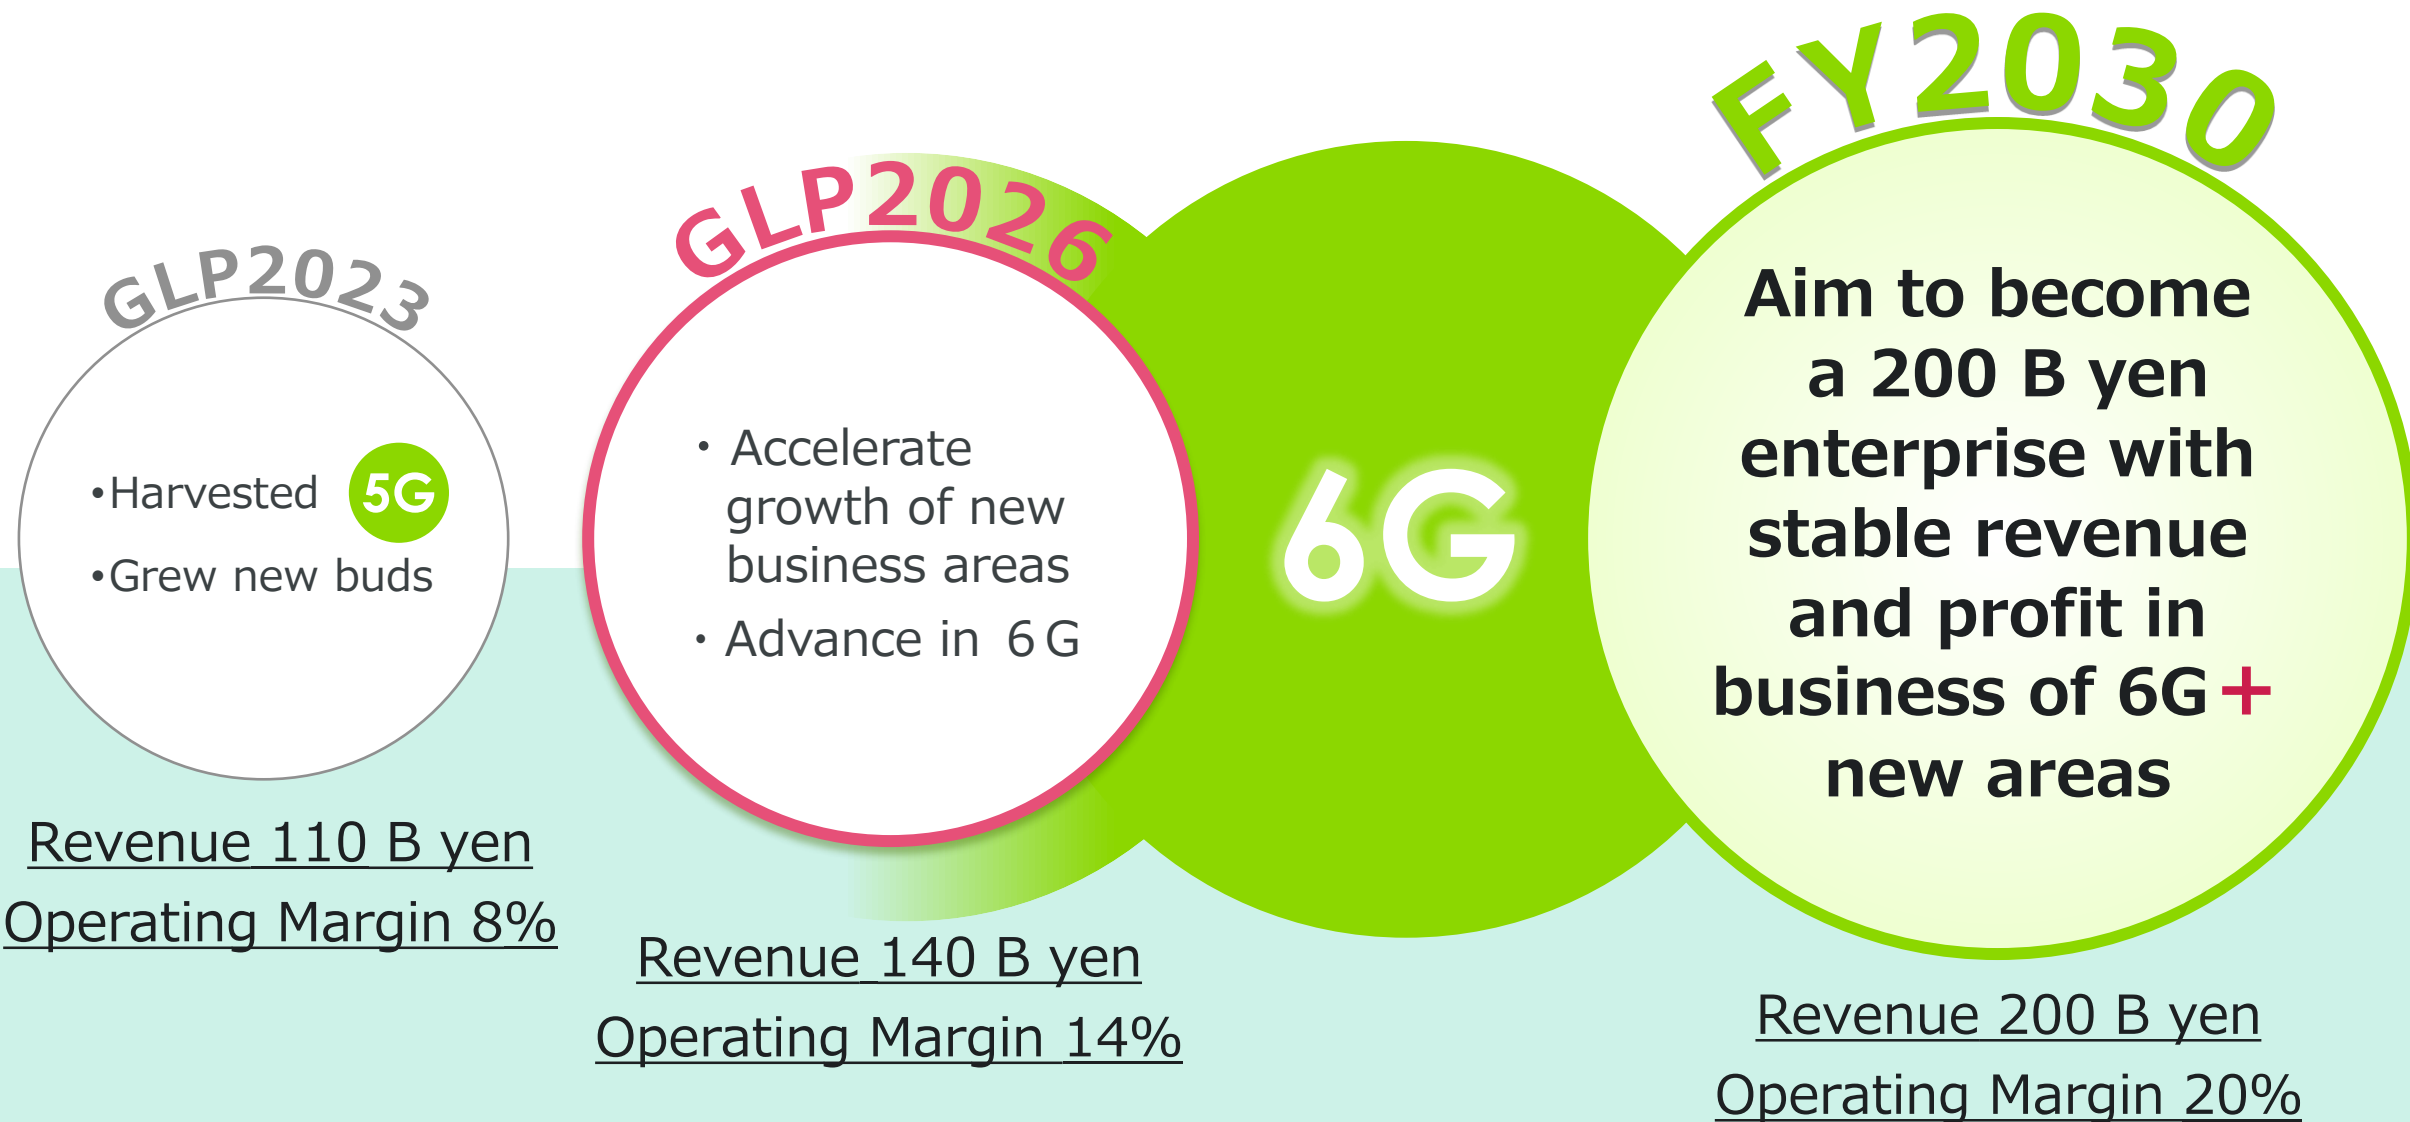 GLP2023
•Harvested 5G
•Grew new buds
Revenue 110 B yen
Operating Margin 8%
GLP2026
・Accelerate
growth of new
business areas
・Advance in 6G
Revenue 140 B yen
Operating Margin 14%
6G
FY2030
Aim to become
a 200 B yen
enterprise with
stable revenue
and profit in
business of 6G+
new areas
Revenue 200 B yen
Operating Margin 20%